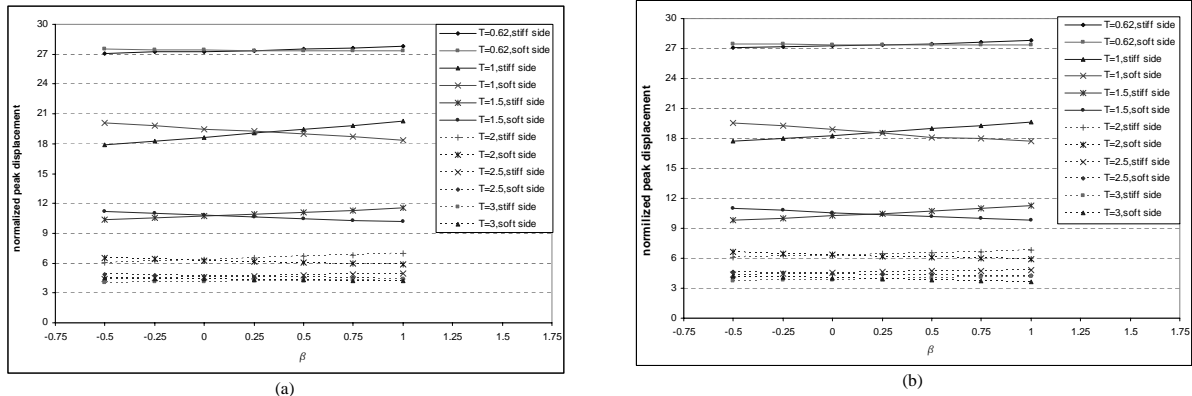 30
27
24
21
18
15
12
9
6
3
0
normalized peak displacement
-0.75 -0.5 -0.25 0 0.25 0.5 0.75 1 1.25 1.5 1.75
β
T=0.62,stiff side
T=0.62,soft side
T=1,stiff side
T=1,soft side
T=1.5,stiff side
T=1.5,soft side
T=2,stiff side
T=2,soft side
T=2.5,stiff side
T=2.5,soft side
T=3,stiff side
T=3,soft side
(a)
30
27
24
21
18
15
12
9
6
3
0
normilized peak displacement
-0.75 -0.5 -0.25 0 0.25 0.5 0.75 1 1.25 1.5 1.75
β
T=0.62,stiff side
T=0.62,soft side
T=1,stiff side
T=1,soft side
T=1.5,stiff side
T=1.5,soft side
T=2,stiff side
T=2,soft side
T=2.5,stiff side
T=2.5,soft side
T=3,stiff side
T=3,soft side
(b)